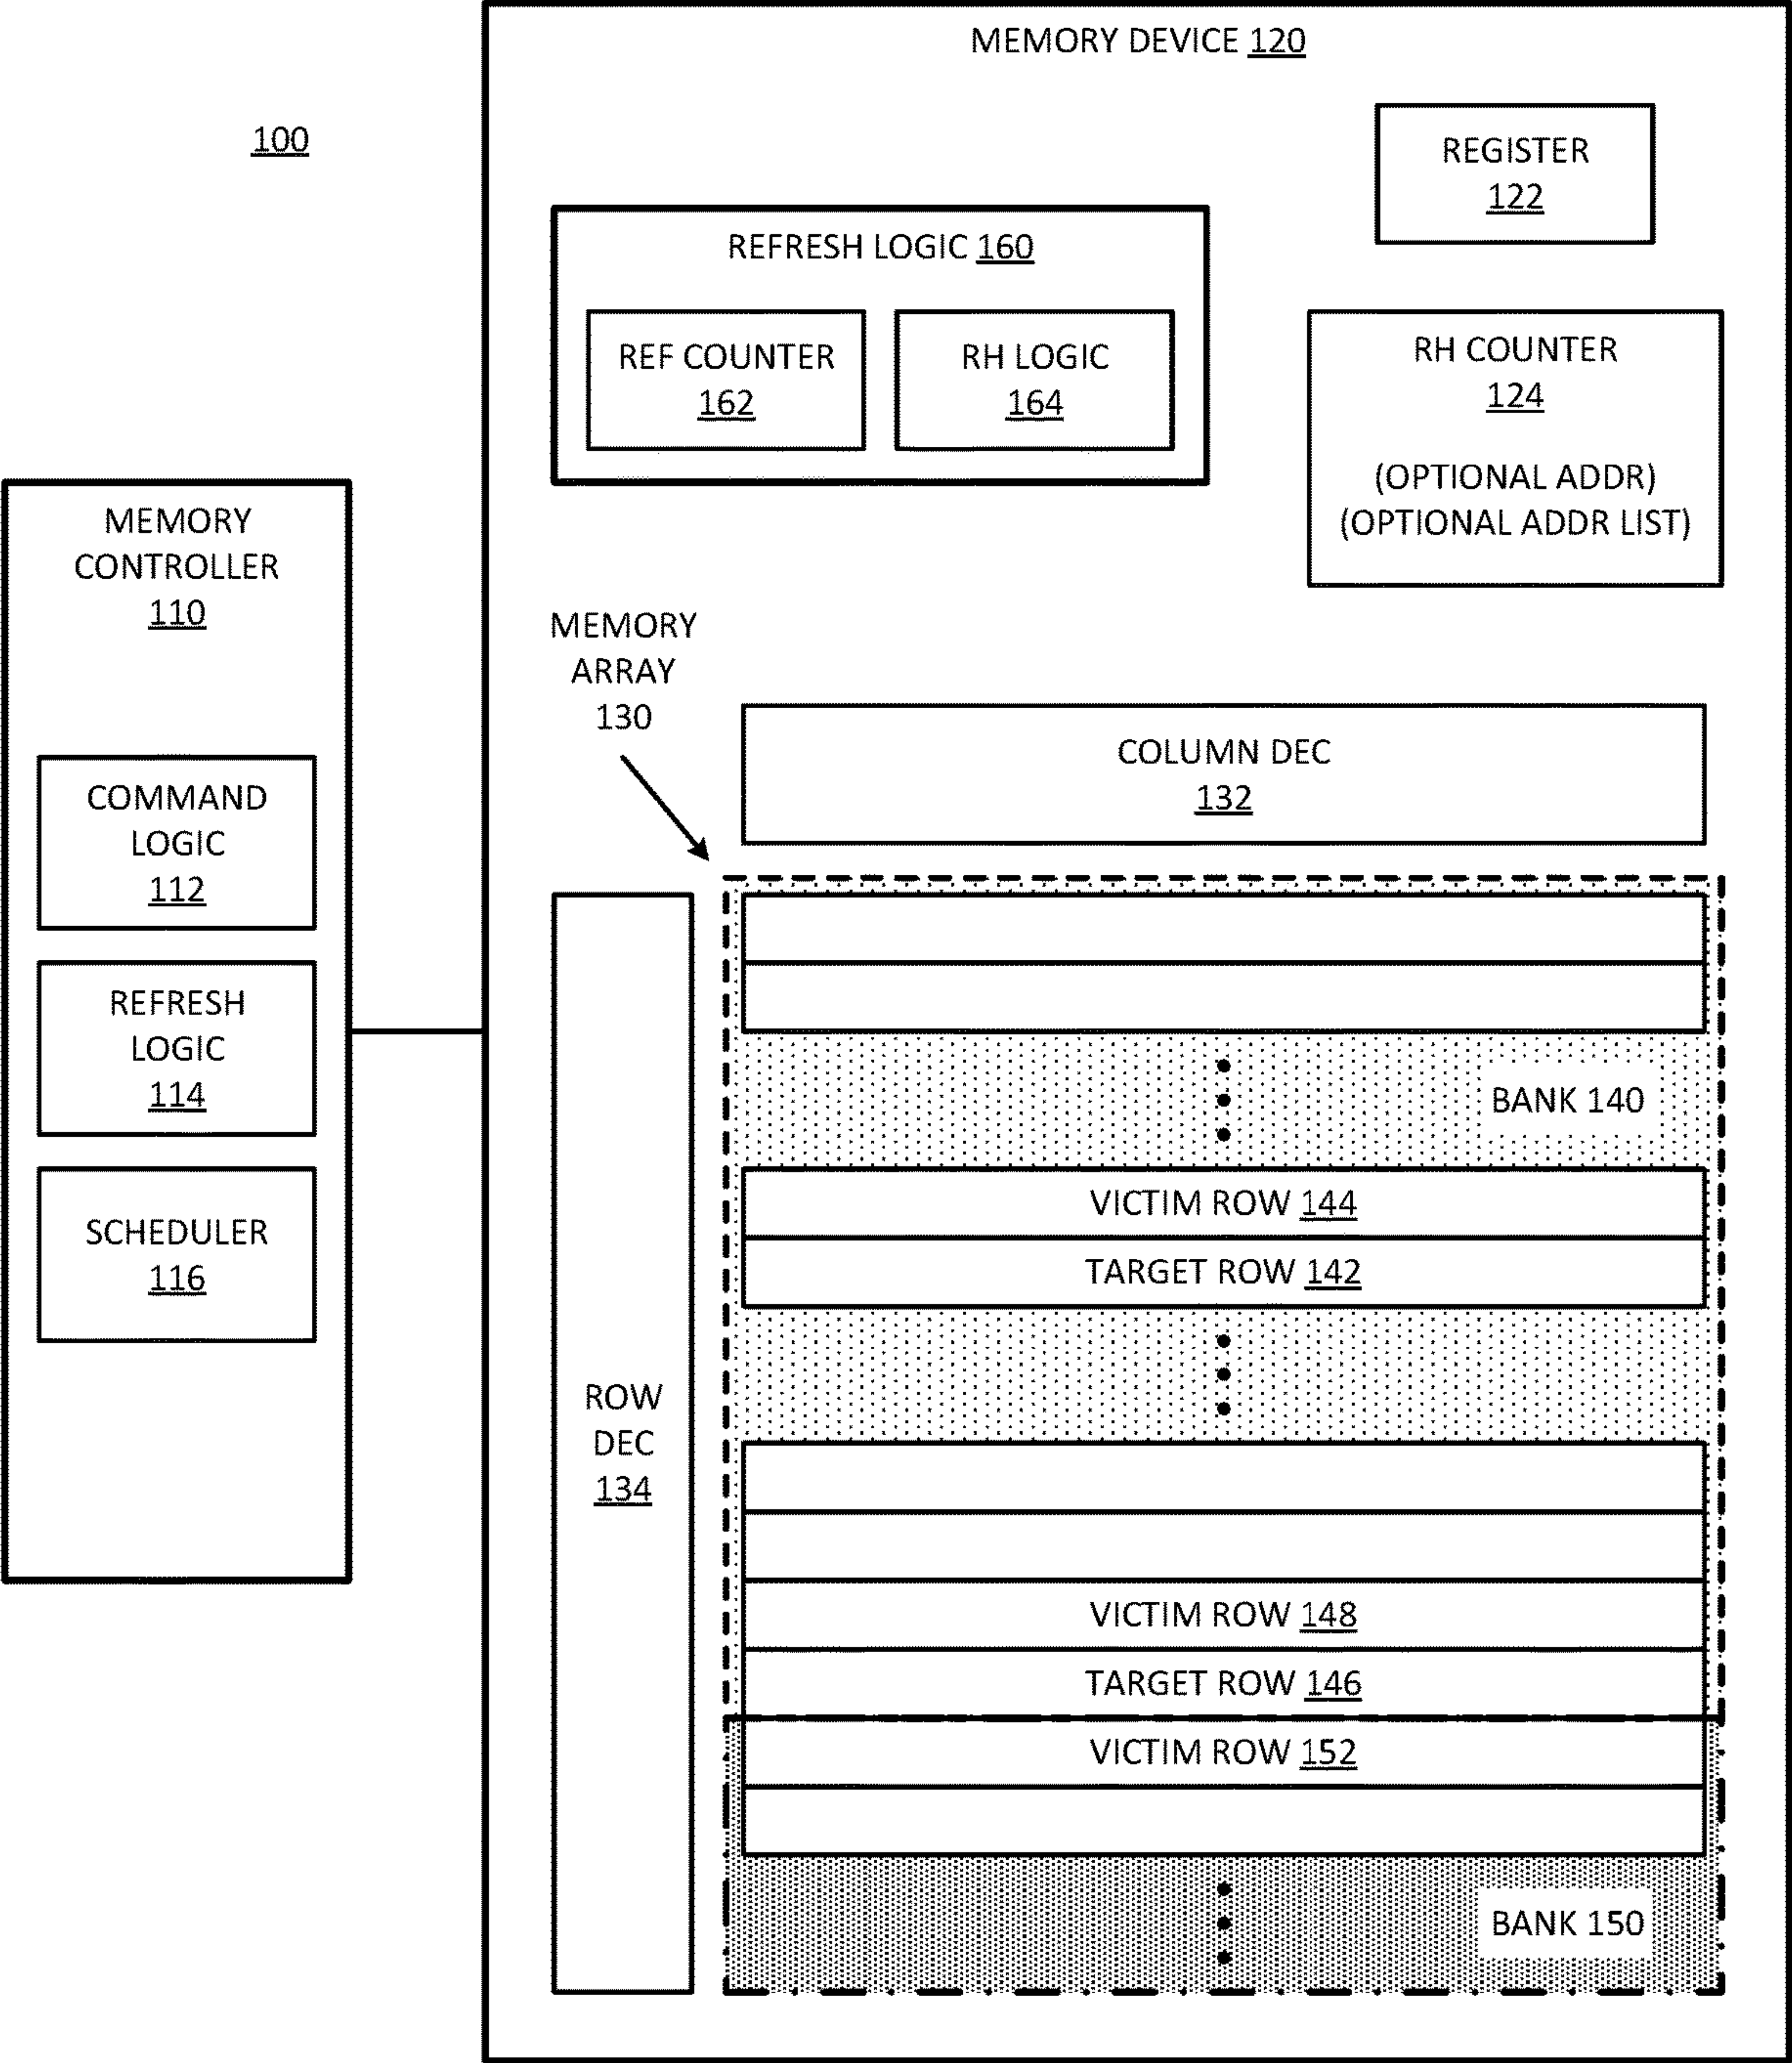 MEMORY DEVICE 120
100
REGISTER
122
REFRESH LOGIC 160
REF COUNTER
162
RH LOGIC
164
RH COUNTER
124
(OPTIONAL ADDR)
(OPTIONAL ADDR LIST)
MEMORY
CONTROLLER
110
COMMAND
LOGIC
112
REFRESH
LOGIC
114
SCHEDULER
116
MEMORY
ARRAY
130
COLUMN DEC
132
ROW
DEC
134
BANK 140
VICTIM ROW 144
TARGET ROW 142
VICTIM ROW 148
TARGET ROW 146
VICTIM ROW 152
BANK 150